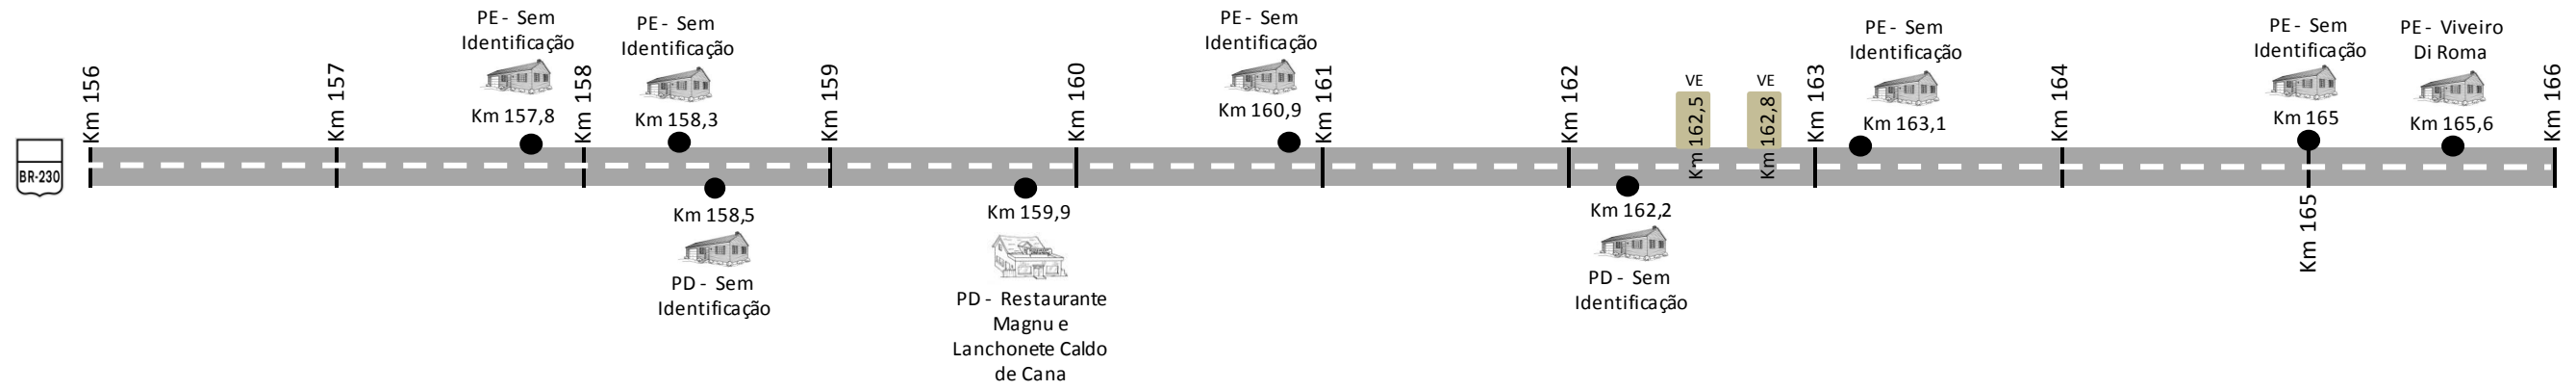 PE - Sem
Identificação
Km 157,8
PE - Sem
Identificação
Km 158,3
PE - Sem
Identificação
Km 160,9
VE
Km 162,5
VE
Km 162,8
PE - Sem
Identificação
Km 163,1
PE - Sem
Identificação
Km 165
PE - Viveiro
Di Roma
Km 165,6
Km 156
Km 157
Km 158
Km 159
Km 160
Km 161
Km 162
Km 163
Km 164
Km 165
Km 166
BR-230
Km 158,5
PD - Sem
Identificação
Km 159,9
PD - Restaurante
Magnu e
Lanchonete Caldo
de Cana
Km 162,2
PD - Sem
Identificação